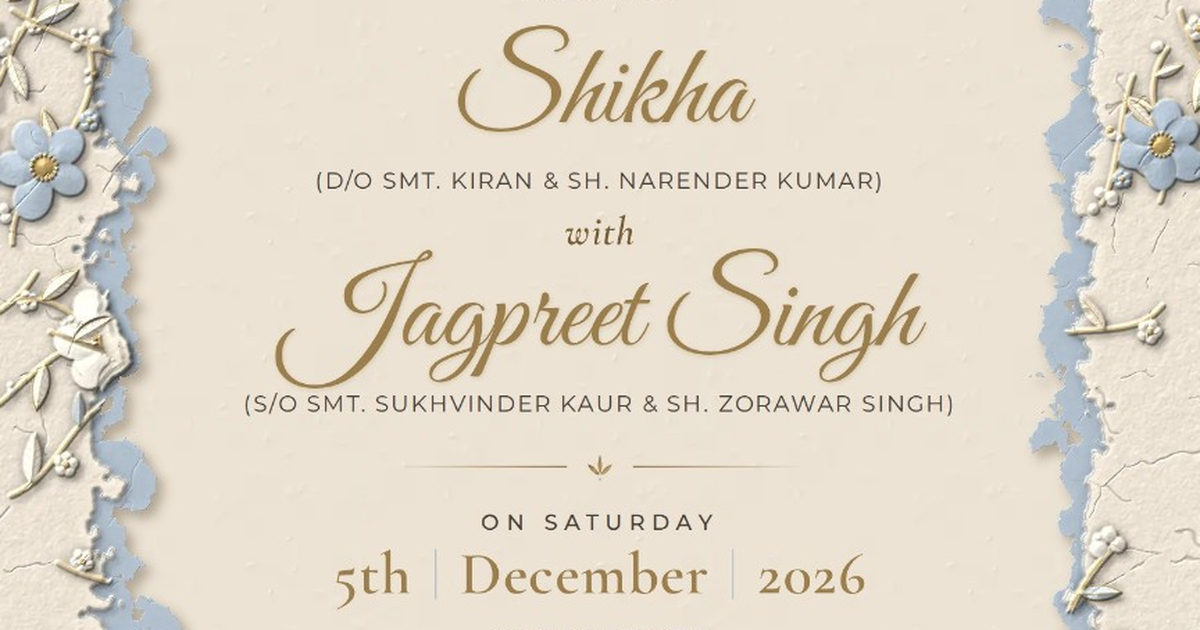 Shikha
(D/O SMT. KIRAN & SH. NARENDER KUMAR)
with
Jagpreet Singh
(S/O SMT. SUKHVINDER KAUR & SH. ZORAWAR SINGH)
ON SATURDAY
5th December 2026